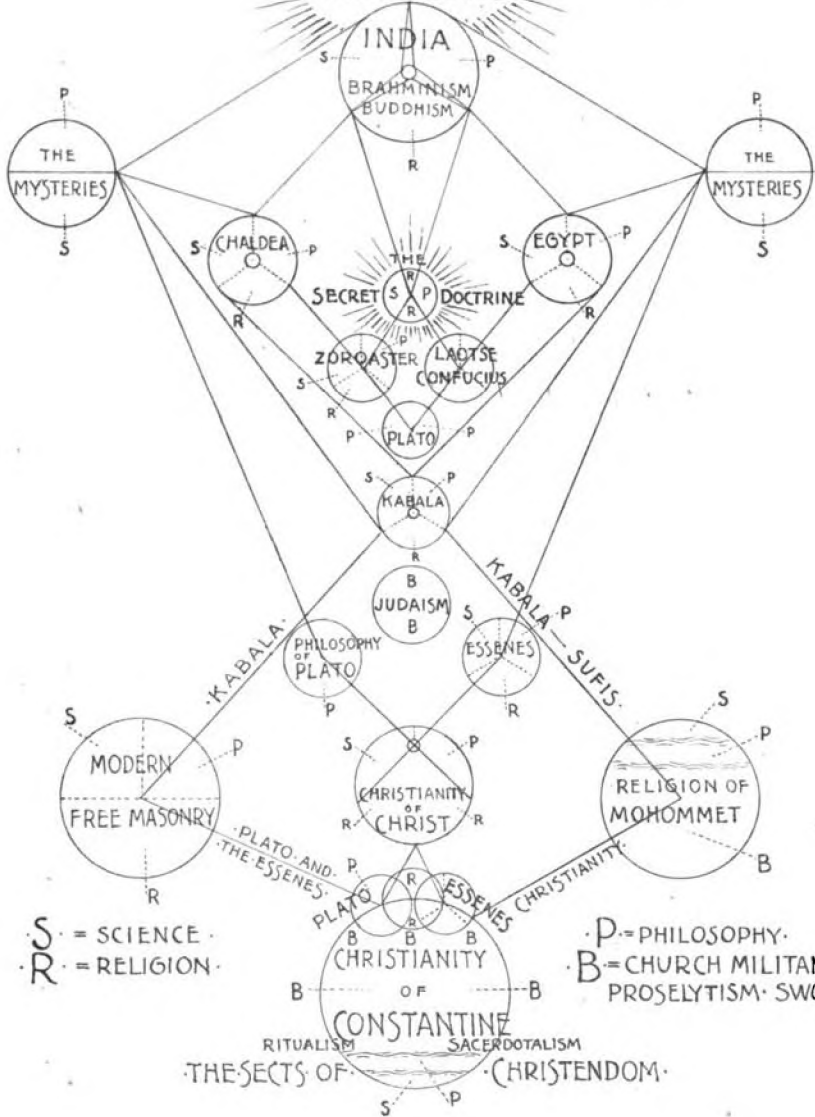 INDIA
S P
BRAHMINISM
BUDDHISM
R
P
THE
MYSTERIES
S
P
THE
MYSTERIES
S
CHALDEA
S P
R
EGYPT
S P
R
THE
SECRET DOCTRINE
R
S P
R
P
ZOROASTER
S
R
LAOTSE
CONFUCIUS
P PLATO P
S P
KABALA
R
B
JUDAISM
B
·KABALA·
KABALA — SUFIS·
PHILOSOPHY
OF
PLATO
P
S P
ESSENES
R
S
MODERN P
FREE MASONRY
R
S P
CHRISTIANITY
OF
CHRIST
R R
S
P
RELIGION OF
MOHOMMET
B
·PLATO AND·
THE ESSENES·
CHRISTIANITY·
P R
PLATO ESSENES
R
B B B
CHRISTIANITY
B OF B
CONSTANTINE
RITUALISM SACERDOTALISM
·THE·SECTS OF· ·CHRISTENDOM·
S P
·S· = SCIENCE·
·R· = RELIGION·
·P·=PHILOSOPHY·
·B·=CHURCH MILITAN
PROSELYTISM· SWO